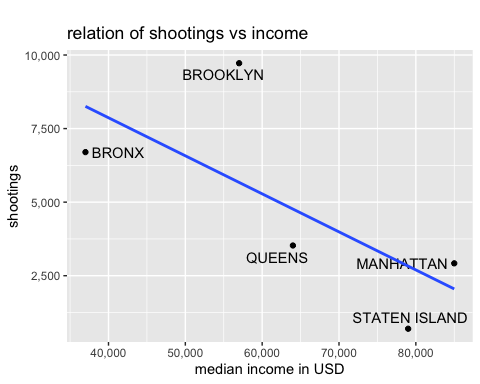 relation of shootings vs income
10,000
BROOKLYN
7,500
BRONX
shootings
5,000
QUEENS
MANHATTAN
2,500
STATEN ISLAND
40,000 50,000 60,000 70,000 80,000
median income in USD